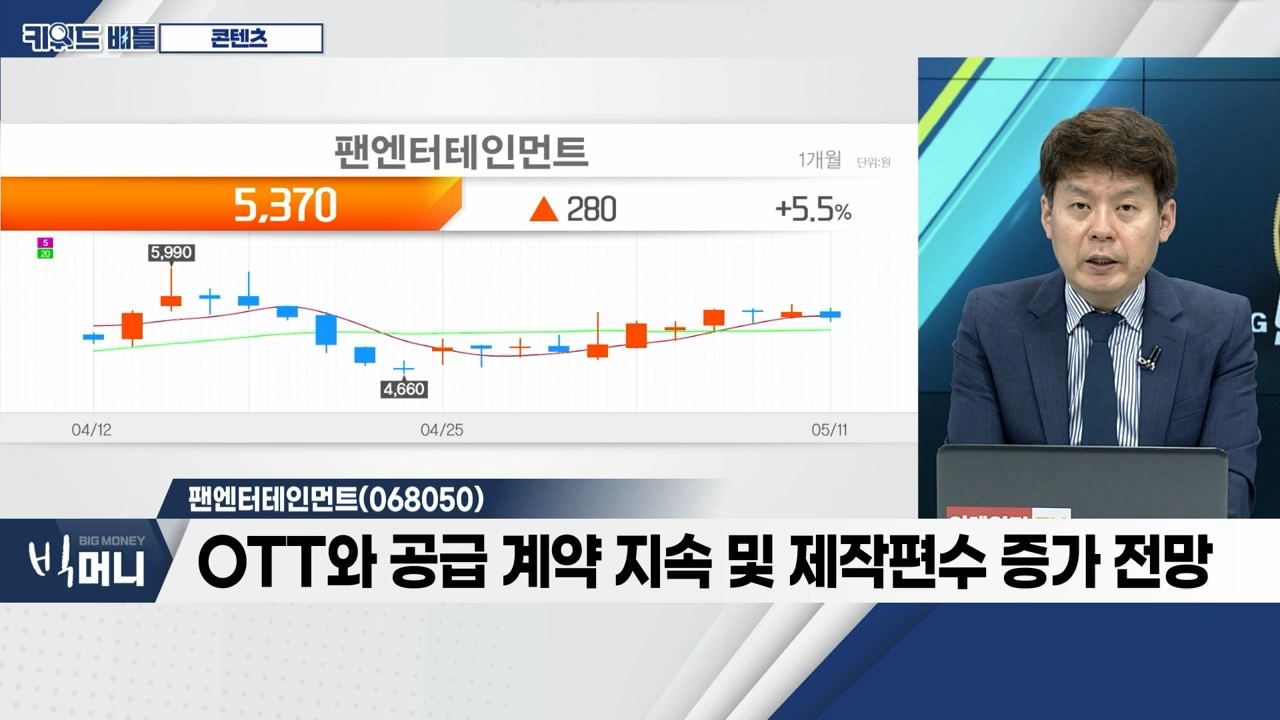 키워드 배틀
콘텐츠
팬엔터테인먼트
1개월 단위:원
5,370 ▲ 280 +5.5%
5
20
5,990
4,660
04/12 04/25 05/11
G
팬엔터테인먼트(068050)
BIG MONEY
빅머니
OTT와 공급 계약 지속 및 제작편수 증가 전망